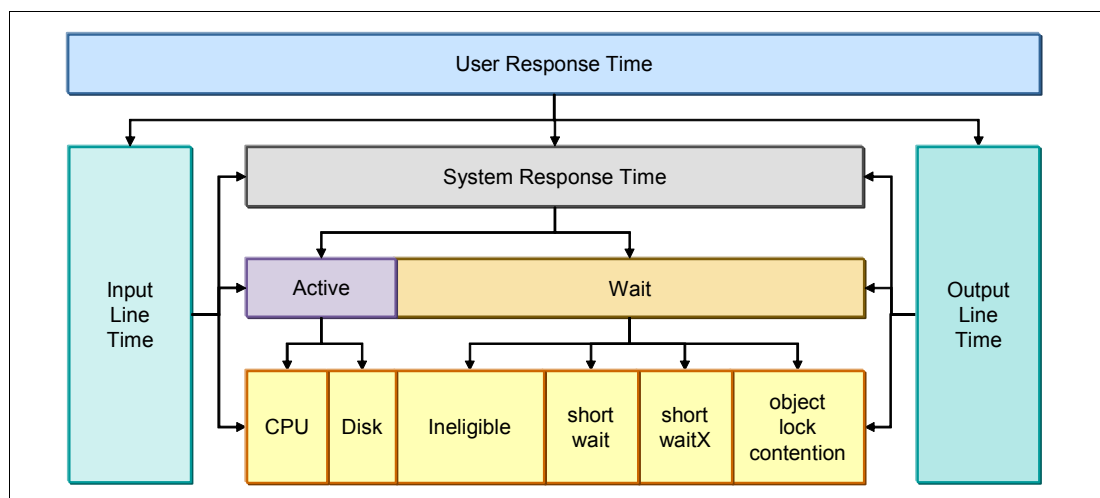 User Response Time
System Response Time
Input
Line
Time
Active
Wait
Output
Line
Time
CPU
Disk
Ineligible
short
wait
short
waitX
object
lock
contention